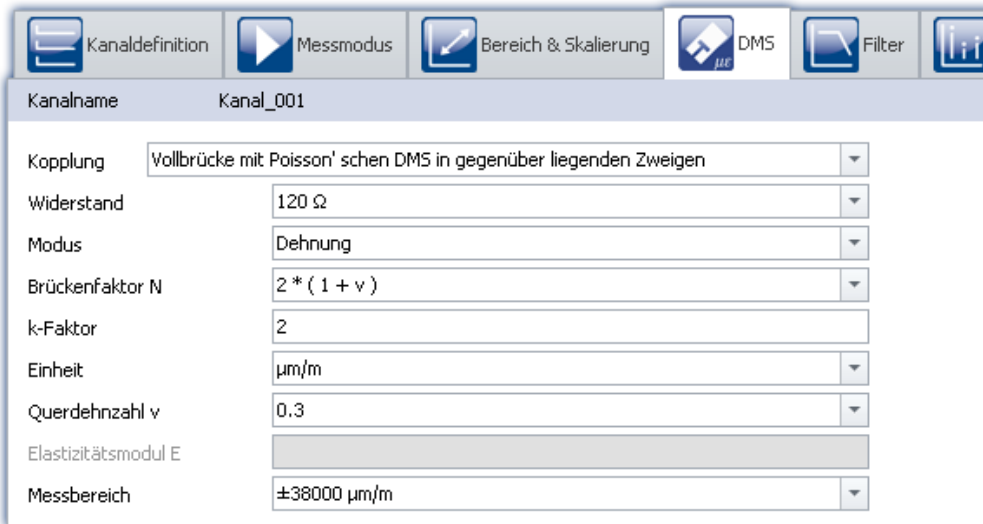 Kanaldefinition Messmodus Bereich & Skalierung µε DMS Filter
Kanalname Kanal_001
Kopplung Vollbrücke mit Poisson' schen DMS in gegenüber liegenden Zweigen
Widerstand 120 Ω
Modus Dehnung
Brückenfaktor N 2 * ( 1 + v )
k-Faktor 2
Einheit µm/m
Querdehnzahl v 0.3
Elastizitätsmodul E
Messbereich ±38000 µm/m